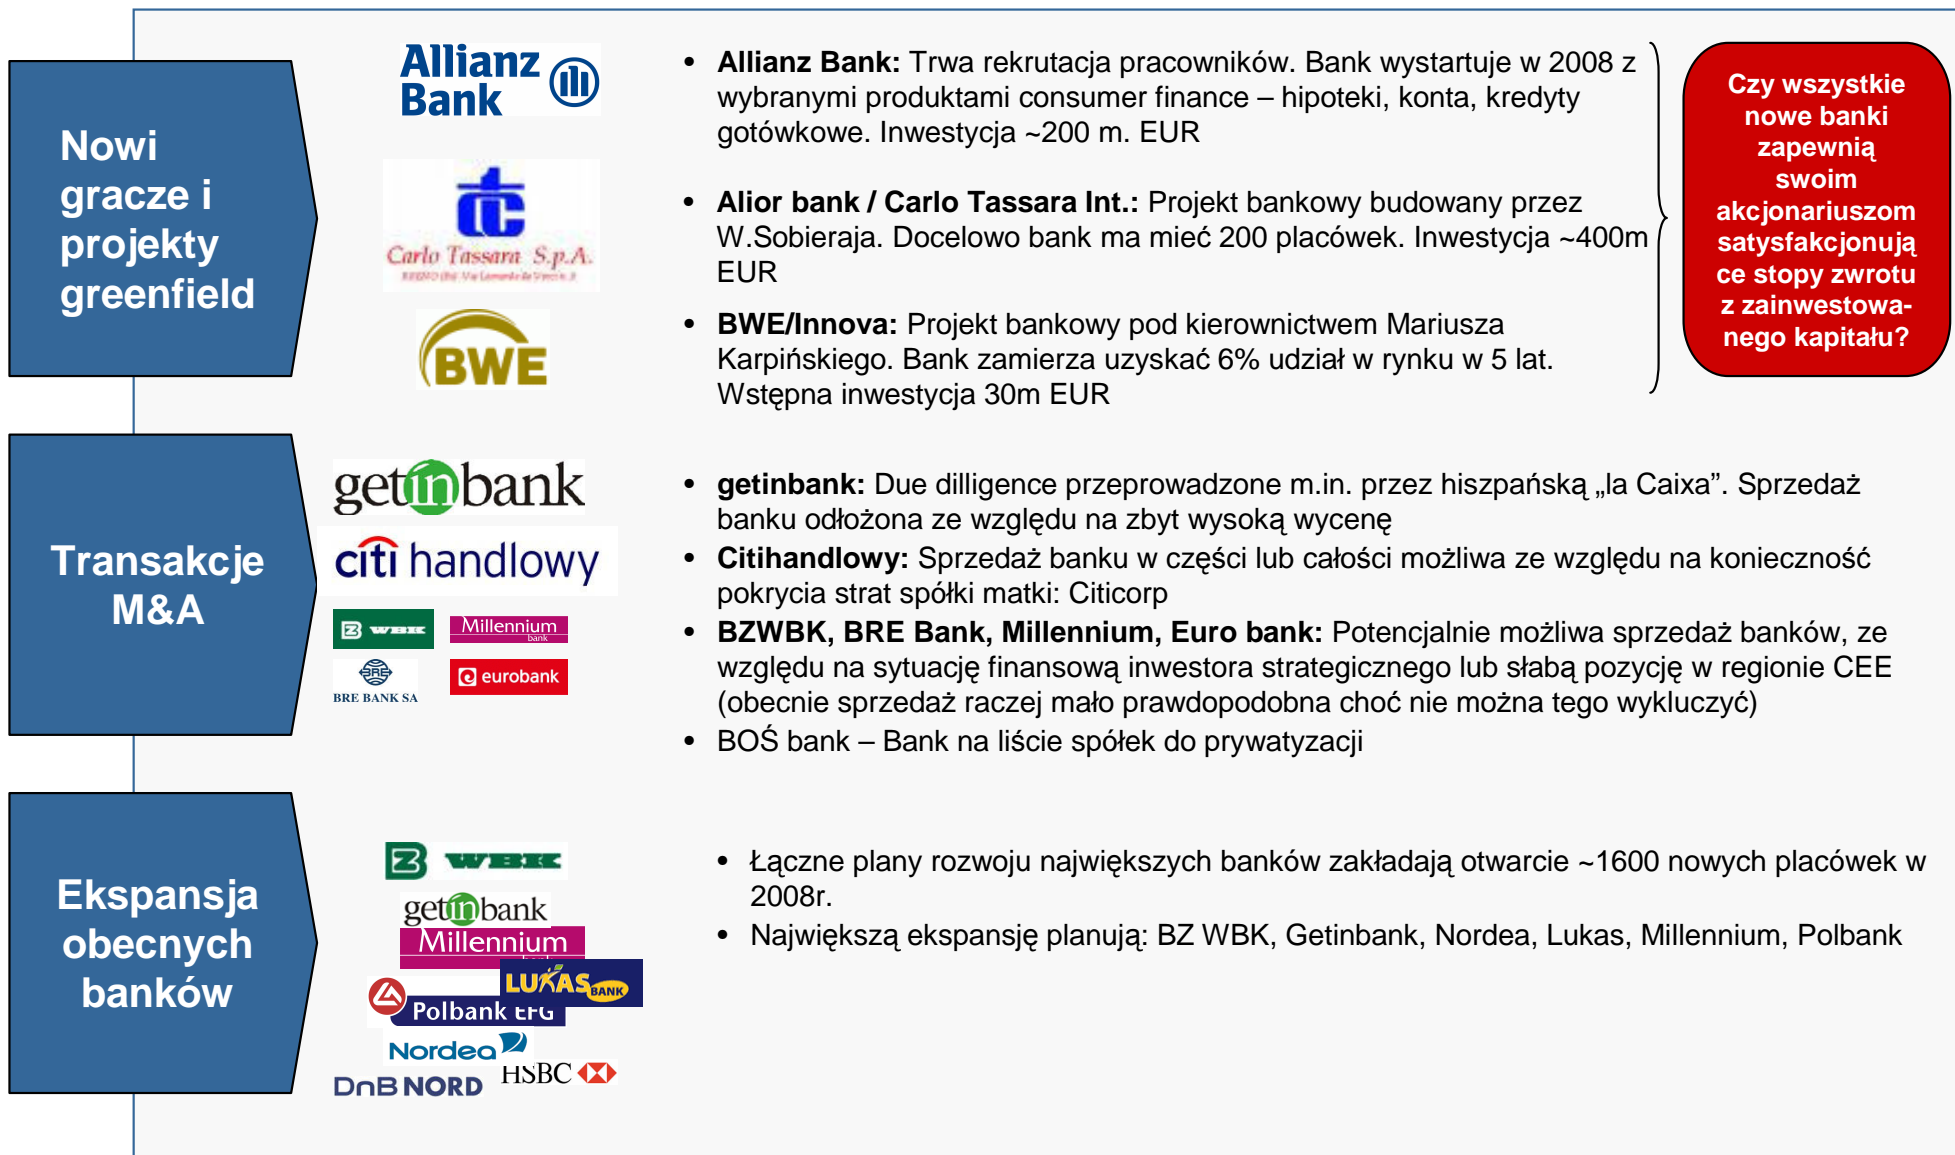 Nowi
gracze i
projekty
greenfield
Allianz
Bank
Carlo Tassara S.p.A.
BWE
• Allianz Bank: Trwa rekrutacja pracowników. Bank wystartuje w 2008 z
wybranymi produktami consumer finance – hipoteki, konta, kredyty
gotówkowe. Inwestycja ~200 m. EUR
• Alior bank / Carlo Tassara Int.: Projekt bankowy budowany przez
W.Sobieraja. Docelowo bank ma mieć 200 placówek. Inwestycja ~400m
EUR
• BWE/Innova: Projekt bankowy pod kierownictwem Mariusza
Karpińskiego. Bank zamierza uzyskać 6% udział w rynku w 5 lat.
Wstępna inwestycja 30m EUR
Czy wszystkie
nowe banki
zapewnią
swoim
akcjonariuszom
satysfakcjonują
ce stopy zwrotu
z zainwestowa-
nego kapitału?
Transakcje
M&A
getinbank
citi handlowy
BZ WBK
Millennium
bank
BRE BANK SA
eurobank
• getinbank: Due dilligence przeprowadzone m.in. przez hiszpańską „la Caixa”. Sprzedaż
banku odłożona ze względu na zbyt wysoką wycenę
• Citihandlowy: Sprzedaż banku w części lub całości możliwa ze względu na konieczność
pokrycia strat spółki matki: Citicorp
• BZWBK, BRE Bank, Millennium, Euro bank: Potencjalnie możliwa sprzedaż banków, ze
względu na sytuację finansową inwestora strategicznego lub słabą pozycję w regionie CEE
(obecnie sprzedaż raczej mało prawdopodobna choć nie można tego wykluczyć)
• BOŚ bank – Bank na liście spółek do prywatyzacji
Ekspansja
obecnych
banków
BZ WBK
getinbank
Millennium
LUKAS BANK
Polbank EFG
Nordea
HSBC
DnB NORD
• Łączne plany rozwoju największych banków zakładają otwarcie ~1600 nowych placówek w
2008r.
• Największą ekspansję planują: BZ WBK, Getinbank, Nordea, Lukas, Millennium, Polbank